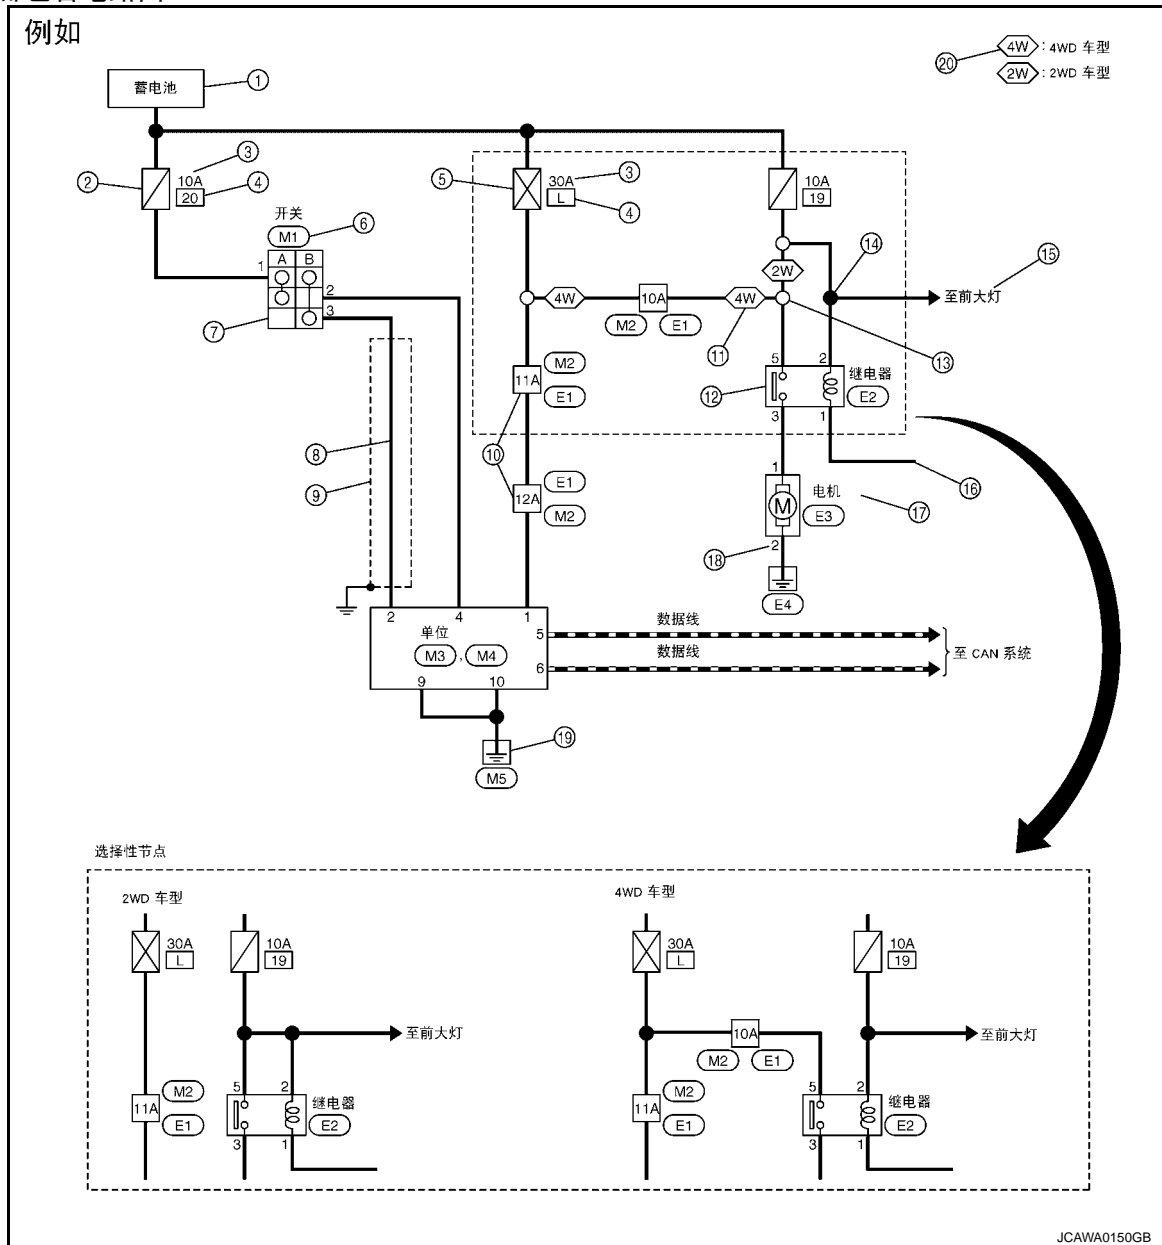 例如
4W : 4WD 车型
20
2W : 2WD 车型
蓄电池
1
2
10A
3
20
4
5
30A
3
L
4
10A
19
开关
M1
6
A B
1
2
3
7
14
15
2W
4W
10A
4W
至前大灯
M2 E1
11
13
M2
11A
E1
5 2
继电器
12
E2
3 1
8
10
9
E1
12A
M2
16
1
电机
M
E3
17
18
2
E4
2 4 1
单位
M3 , M4
5
6
9 10
数据线
数据线
至 CAN 系统
19
M5
选择性节点
2WD 车型
30A
L
10A
19
至前大灯
M2
11A
E1
5 2
继电器
E2
3 1
4WD 车型
30A
L
10A
19
10A
至前大灯
M2 E1
M2
11A
E1
5 2
继电器
E2
3 1
JCAWA0150GB